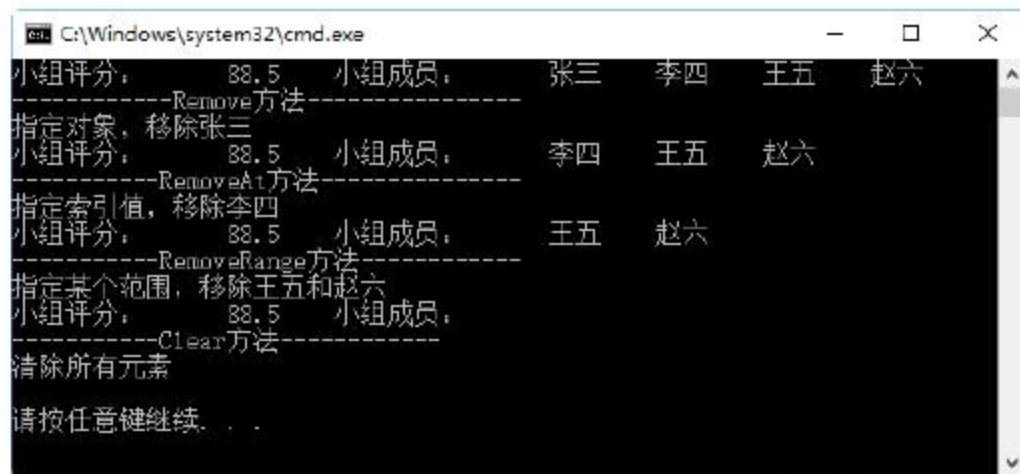 C:\Windows\system32\cmd.exe
小组评分： 88.5 小组成员： 张三 李四 王五 赵六
------------Remove方法----------------
指定对象，移除张三
小组评分： 88.5 小组成员： 李四 王五 赵六
-----------RemoveAt方法---------------
指定索引值，移除李四
小组评分： 88.5 小组成员： 王五 赵六
-----------RemoveRange方法------------
指定某个范围，移除王五和赵六
小组评分： 88.5 小组成员：
-----------Clear方法------------
清除所有元素
请按任意键继续. . .